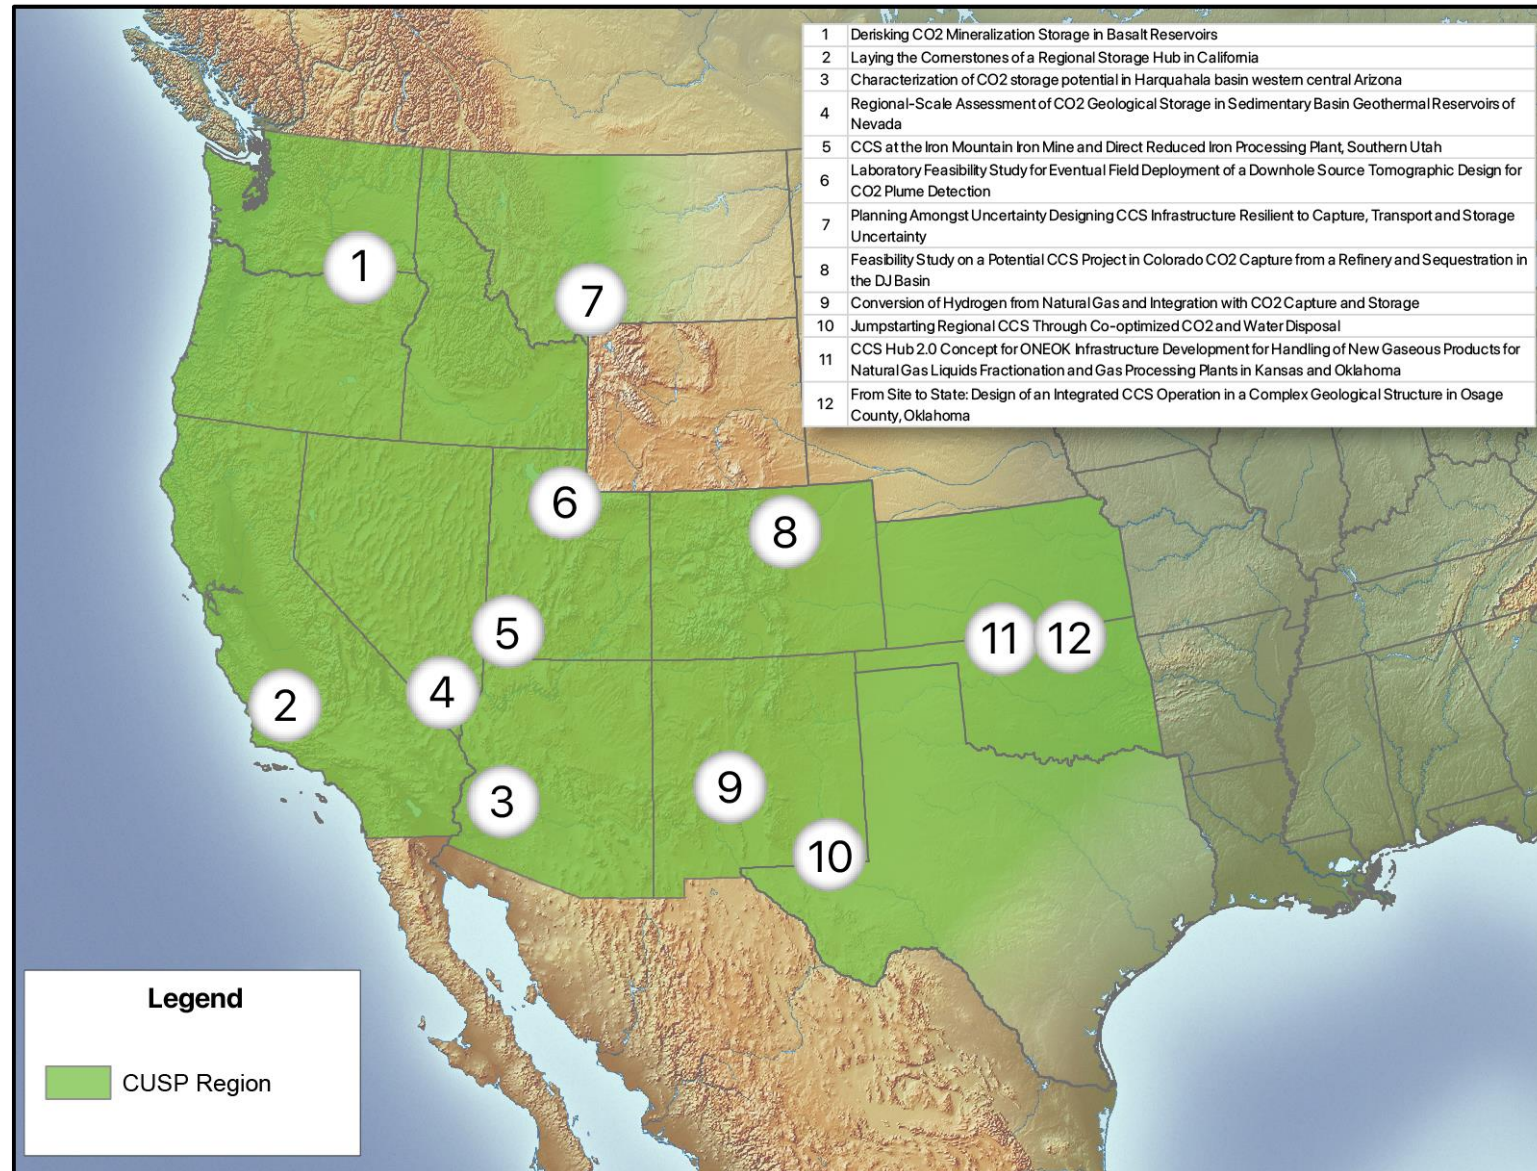 1 Derisking CO2 Mineralization Storage in Basalt Reservoirs
2 Laying the Cornerstones of a Regional Storage Hub in California
3 Characterization of CO2 storage potential in Harquahala basin western central Arizona
4 Regional-Scale Assessment of CO2 Geological Storage in Sedimentary Basin Geothermal Reservoirs of
Nevada
5 CCS at the Iron Mountain Iron Mine and Direct Reduced Iron Processing Plant, Southern Utah
6 Laboratory Feasibility Study for Eventual Field Deployment of a Downhole Source Tomographic Design for
CO2 Plume Detection
7 Planning Amongst Uncertainty Designing CCS Infrastructure Resilient to Capture, Transport and Storage
Uncertainty
8 Feasibility Study on a Potential CCS Project in Colorado CO2 Capture from a Refinery and Sequestration in
the DJ Basin
9 Conversion of Hydrogen from Natural Gas and Integration with CO2 Capture and Storage
10 Jumpstarting Regional CCS Through Co-optimized CO2 and Water Disposal
11 CCS Hub 2.0 Concept for ONEOK Infrastructure Development for Handling of New Gaseous Products for
Natural Gas Liquids Fractionation and Gas Processing Plants in Kansas and Oklahoma
12 From Site to State: Design of an Integrated CCS Operation in a Complex Geological Structure in Osage
County, Oklahoma
1
7
6
8
5
11
12
4
2
9
3
10
Legend
CUSP Region